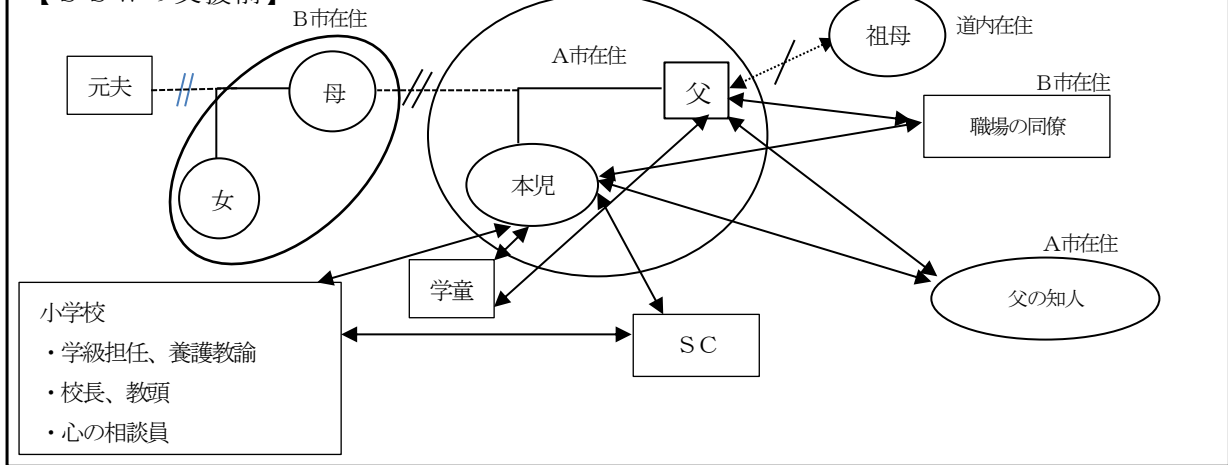 【ＳＳＷの支援前】
Ｂ市在住
祖母
道内在住
Ａ市在住
元夫
母
父
Ｂ市在住
職場の同僚
本児
女
Ａ市在住
学童
父の知人
小学校
・学級担任、養護教諭
・校長、教頭
・心の相談員
ＳＣ